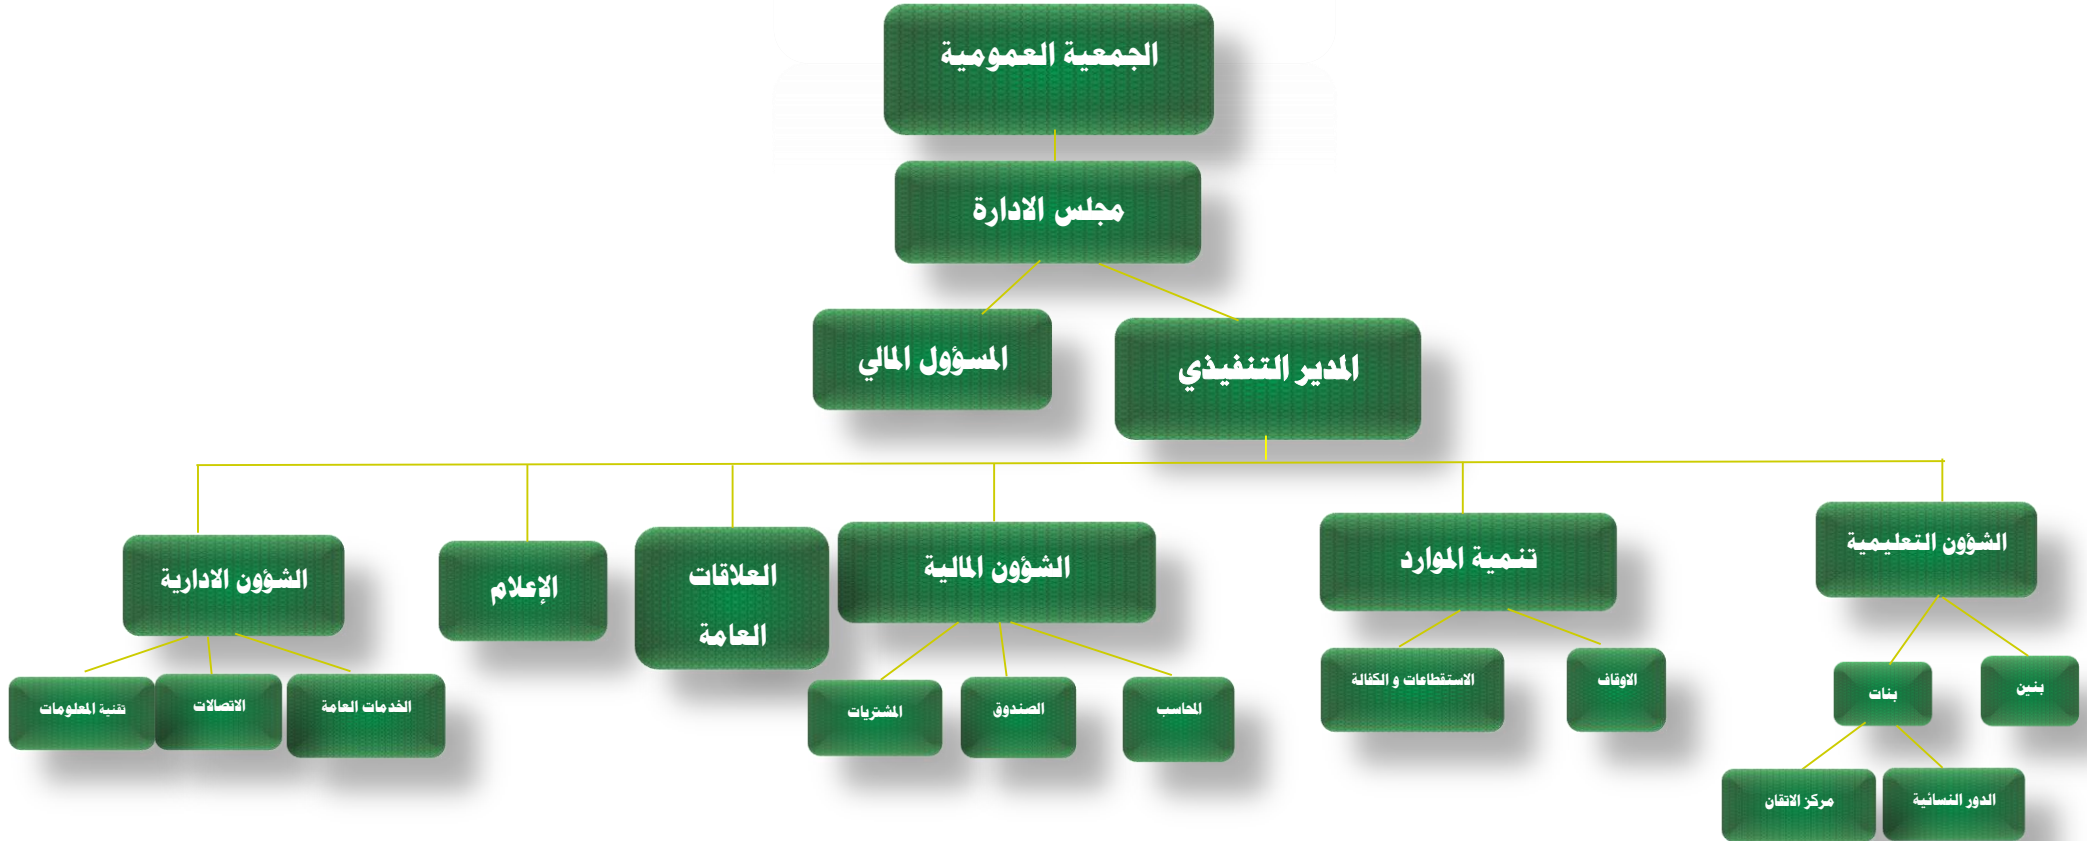 الجمعية العمومية
مجلس الادارة
المدير التنفيذي
المسؤول المالي
الشؤون التعليمية
تنمية الموارد
الشؤون المالية
العلاقات
العامة
الإعلام
الشؤون الادارية
بنين
بنات
الاوقاف
الاستقطاعات و الكفالة
المحاسب
الصندوق
المشتريات
الخدمات العامة
الاتصالات
تقنية المعلومات
الدور النسائية
مركز الاتقان